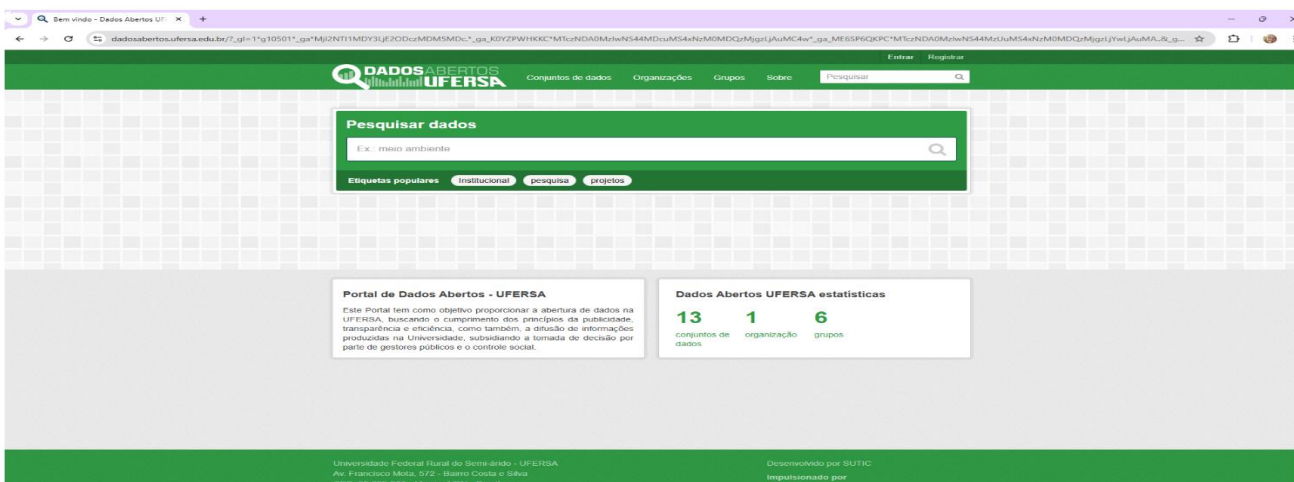 Bem vindo - Dados Abertos UF
dadosabertos.ufersa.edu.br/?_gl=1*g10501*_ga*
Entrar Registrar
DADOSABERTOS UFERSA
Conjuntos de dados Organizações Grupos Sobre Pesquisar
Pesquisar dados
Ex.: meio ambiente
Etiquetas populares Institucional pesquisa projetos
Portal de Dados Abertos - UFERSA
Este Portal tem como objetivo proporcionar a abertura de dados na
UFERSA, buscando o cumprimento dos princípios da publicidade,
transparência e eficiência, como também, a difusão de informações
produzidas na Universidade, subsidiando a tomada de decisão por
parte de gestores públicos e o controle social.
Dados Abertos UFERSA estatísticas
13 1 6
conjuntos de dados organização grupos
Universidade Federal Rural do Semi-árido - UFERSA
Av. Francisco Mota, 572 - Bairro Costa e Silva
Desenvolvido por SUTIC
Impulsionado por